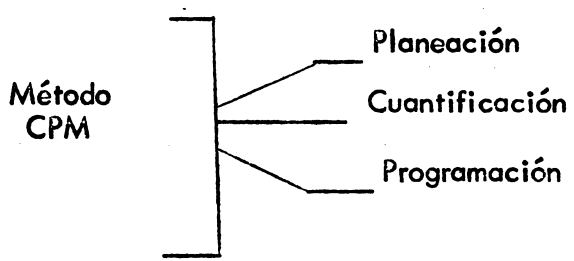 Método
CPM
Planeación
Cuantificación
Programación